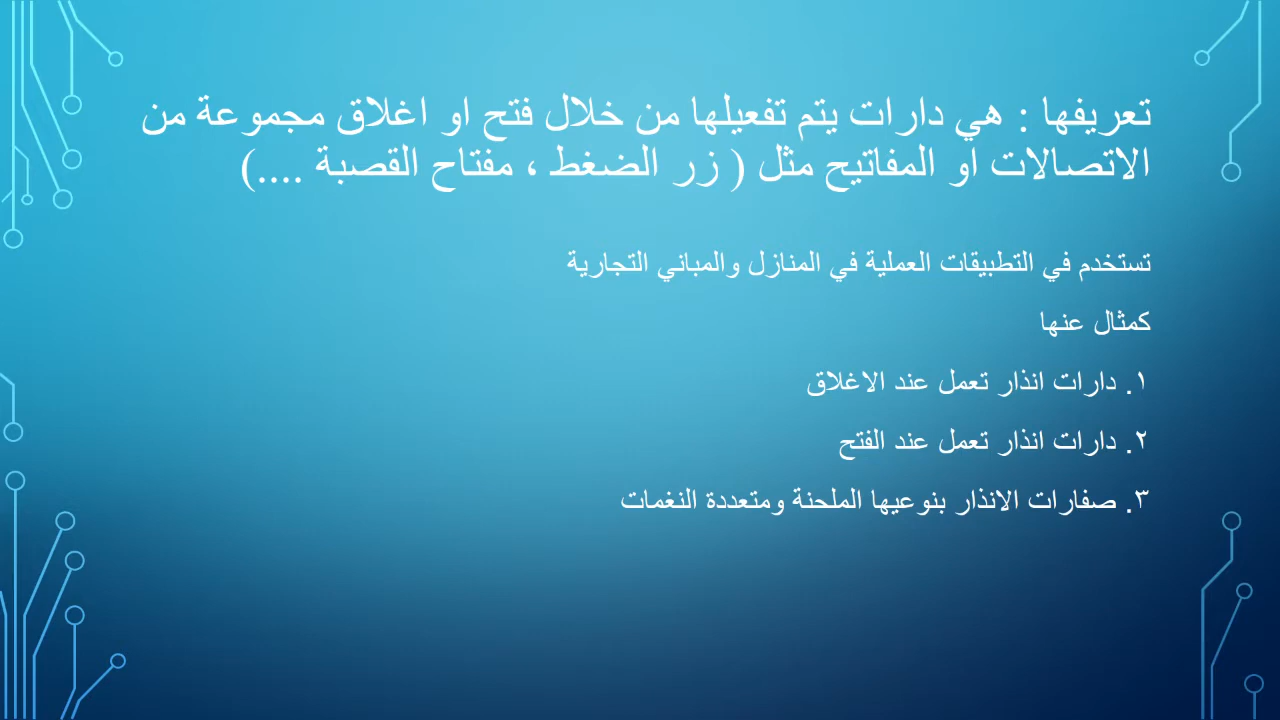 تعريفها : هي دارات يتم تفعيلها من خلال فتح او اغلاق مجموعة من
الاتصالات او المفاتيح مثل ( زر الضغط ، مفتاح القصبة ....)
تستخدم في التطبيقات العملية في المنازل والمباني التجارية
كمثال عنها
١. دارات انذار تعمل عند الاغلاق
٢. دارات انذار تعمل عند الفتح
٣. صفارات الانذار بنوعيها الملحنة ومتعددة النغمات